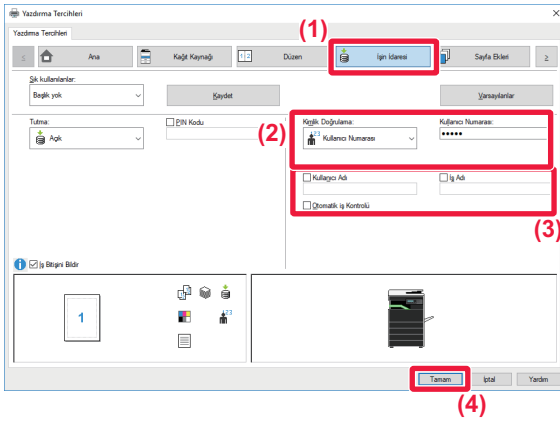 Yazdırma Tercihleri
Yazdırma Tercihleri
(1)
Ana
Kağıt Kaynağı
Düzen
İşin İdaresi
Sayfa Ekleri
Sık kullanılanlar:
Başlık yok
Kaydet
Varsayılanlar
Tutma:
Açık
PIN Kodu
(2)
Kimlik Doğrulama:
Kullanıcı Numarası
Kullanıcı Numarası:
•••••
Kullanıcı Adı
İş Adı
Otomatik iş Kontrolü
(3)
İş Bitişini Bildir
1
123
Tamam
İptal
Yardım
(4)